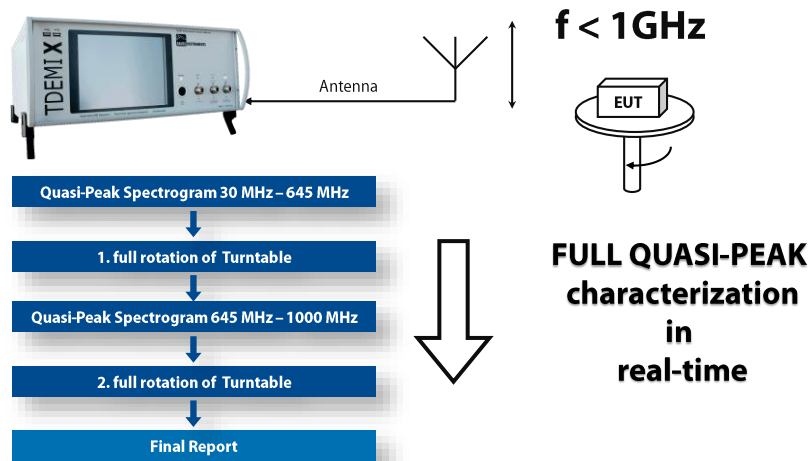 TDEMI X
f < 1GHz
Antenna
EUT
Quasi-Peak Spectrogram 30 MHz – 645 MHz
1. full rotation of Turntable
Quasi-Peak Spectrogram 645 MHz – 1000 MHz
2. full rotation of Turntable
Final Report
FULL QUASI-PEAK
characterization
in
real-time